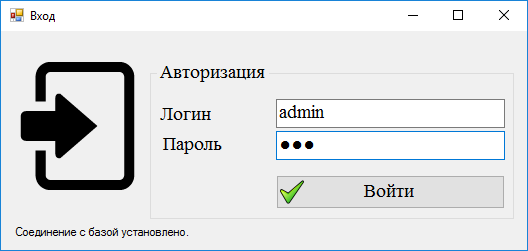 Вход
Авторизация
Логин
admin
Пароль
●●●
Войти
Соединение с базой установлено.